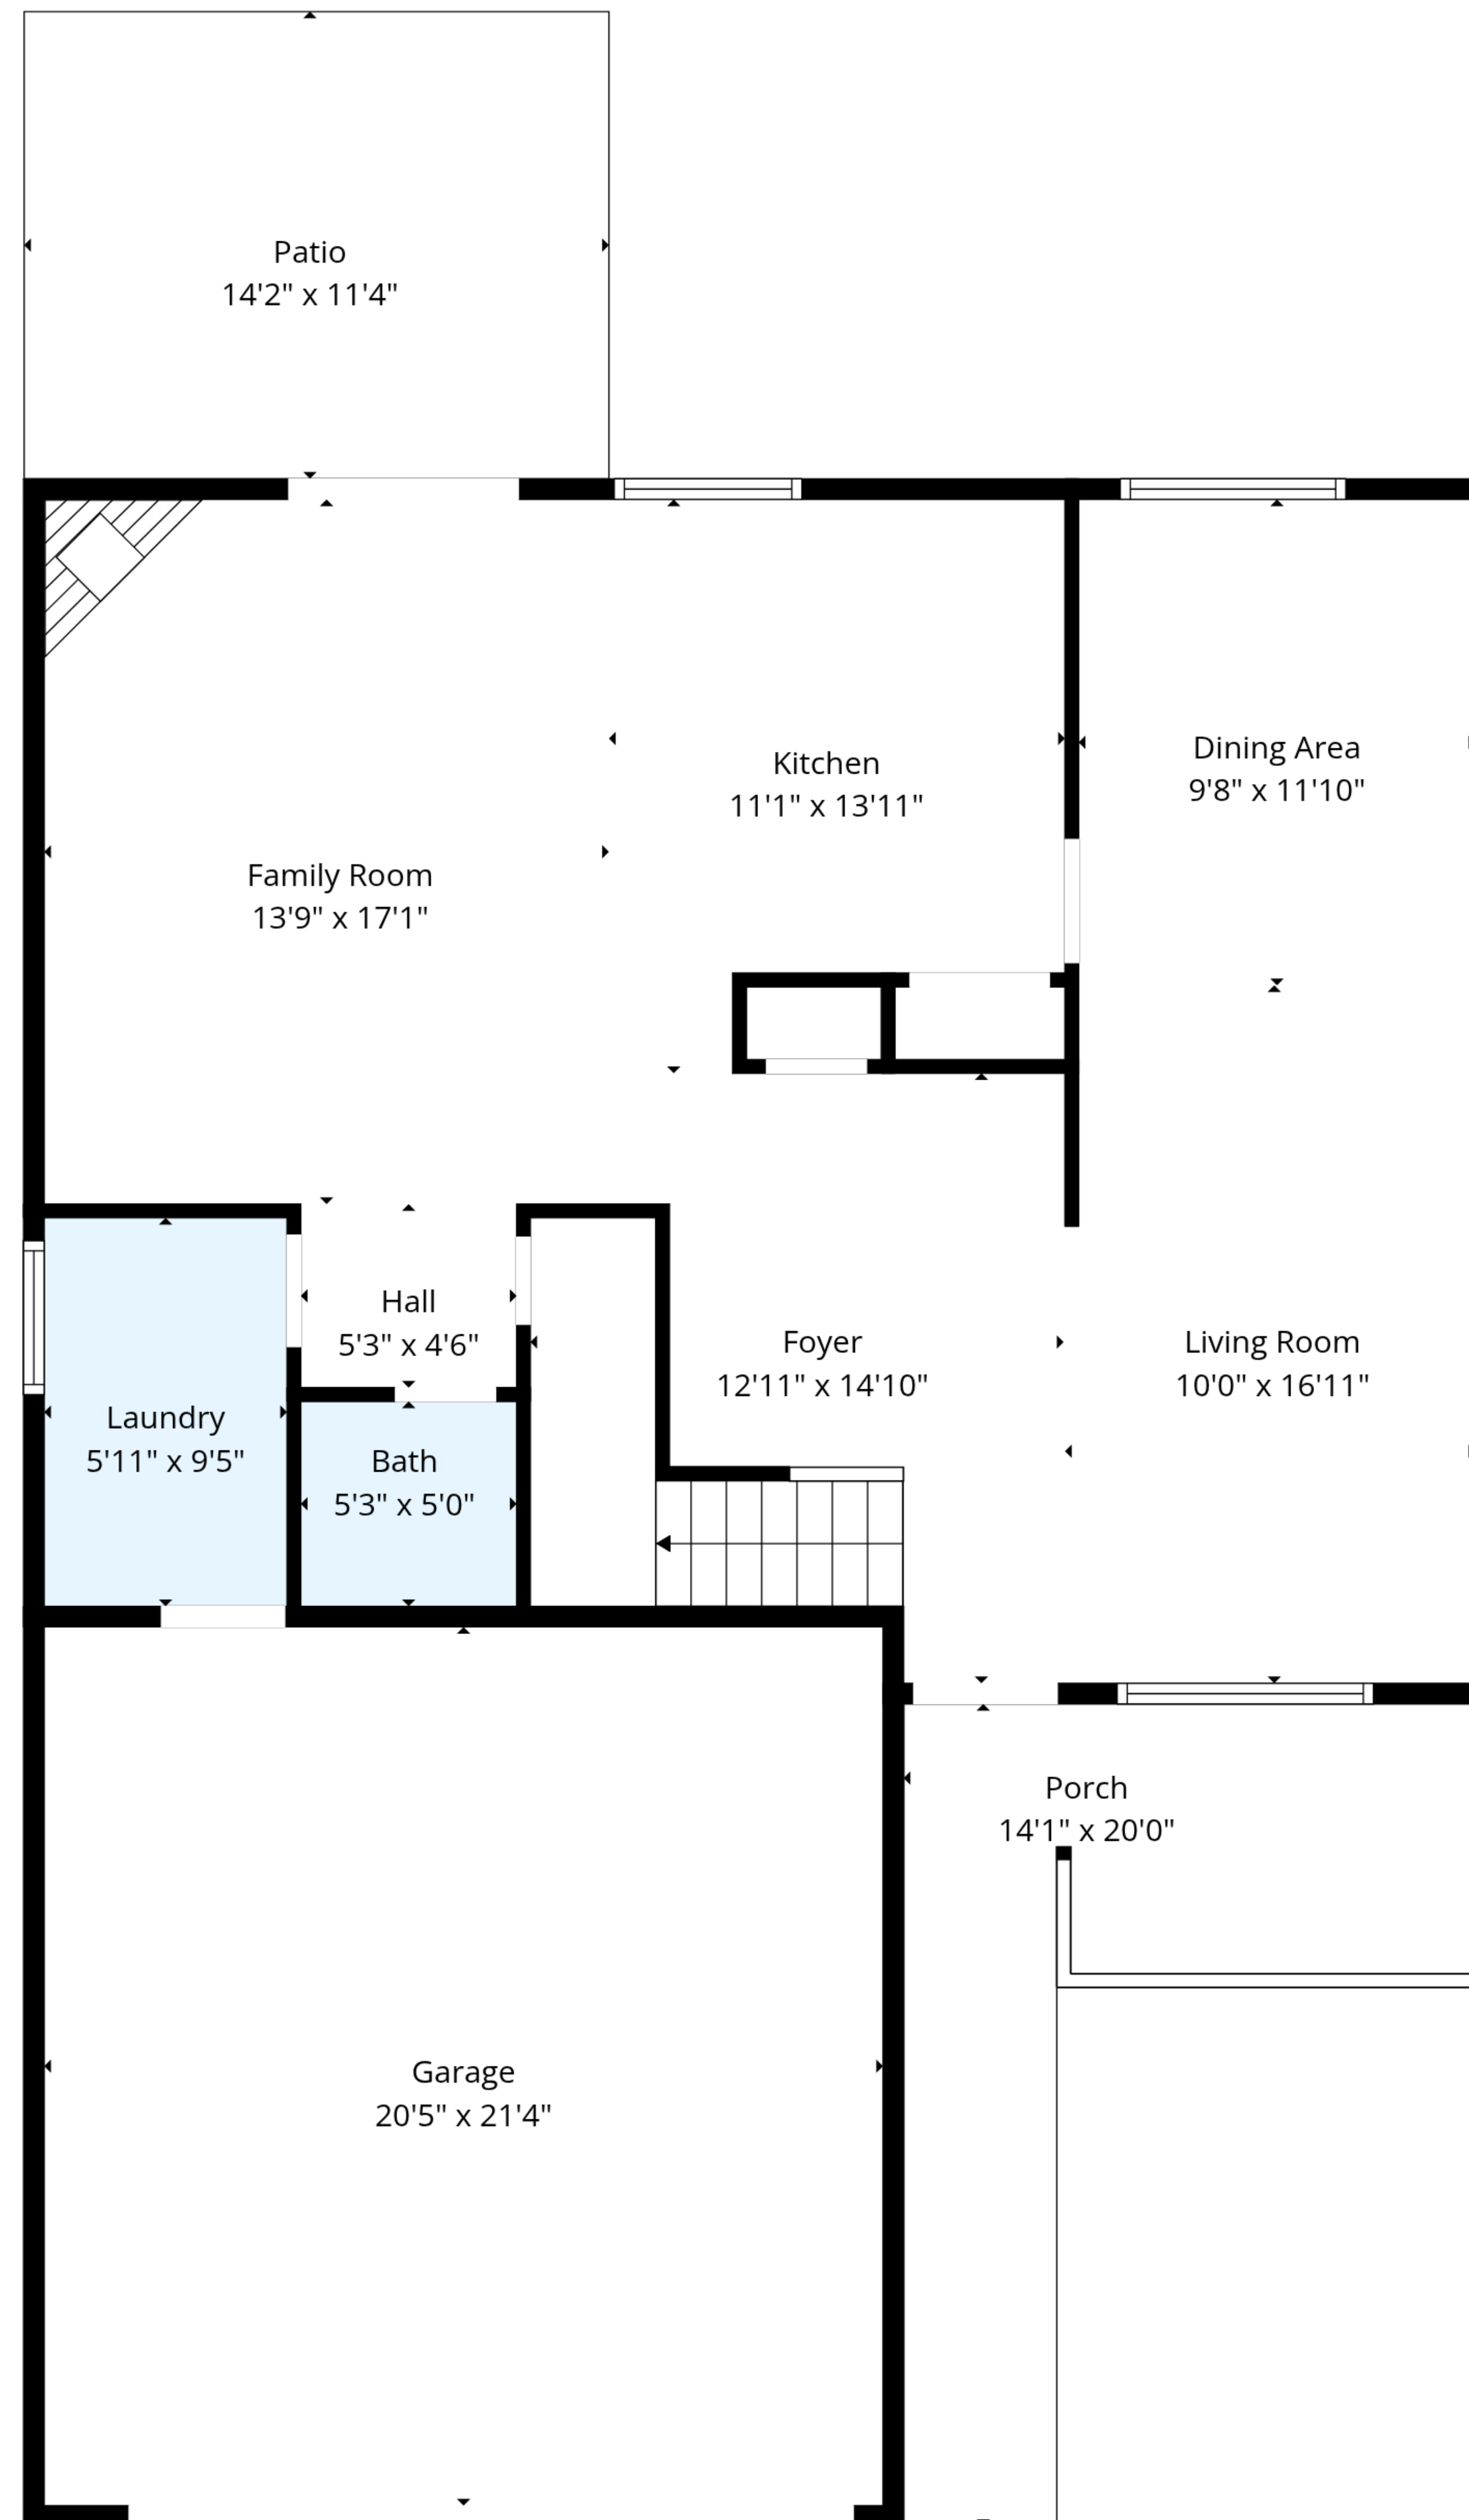 Patio
14'2" x 11'4"
Kitchen
11'1" x 13'11"
Dining Area
9'8" x 11'10"
Family Room
13'9" x 17'1"
Hall
5'3" x 4'6"
Foyer
12'11" x 14'10"
Living Room
10'0" x 16'11"
Laundry
5'11" x 9'5"
Bath
5'3" x 5'0"
Porch
14'1" x 20'0"
Garage
20'5" x 21'4"